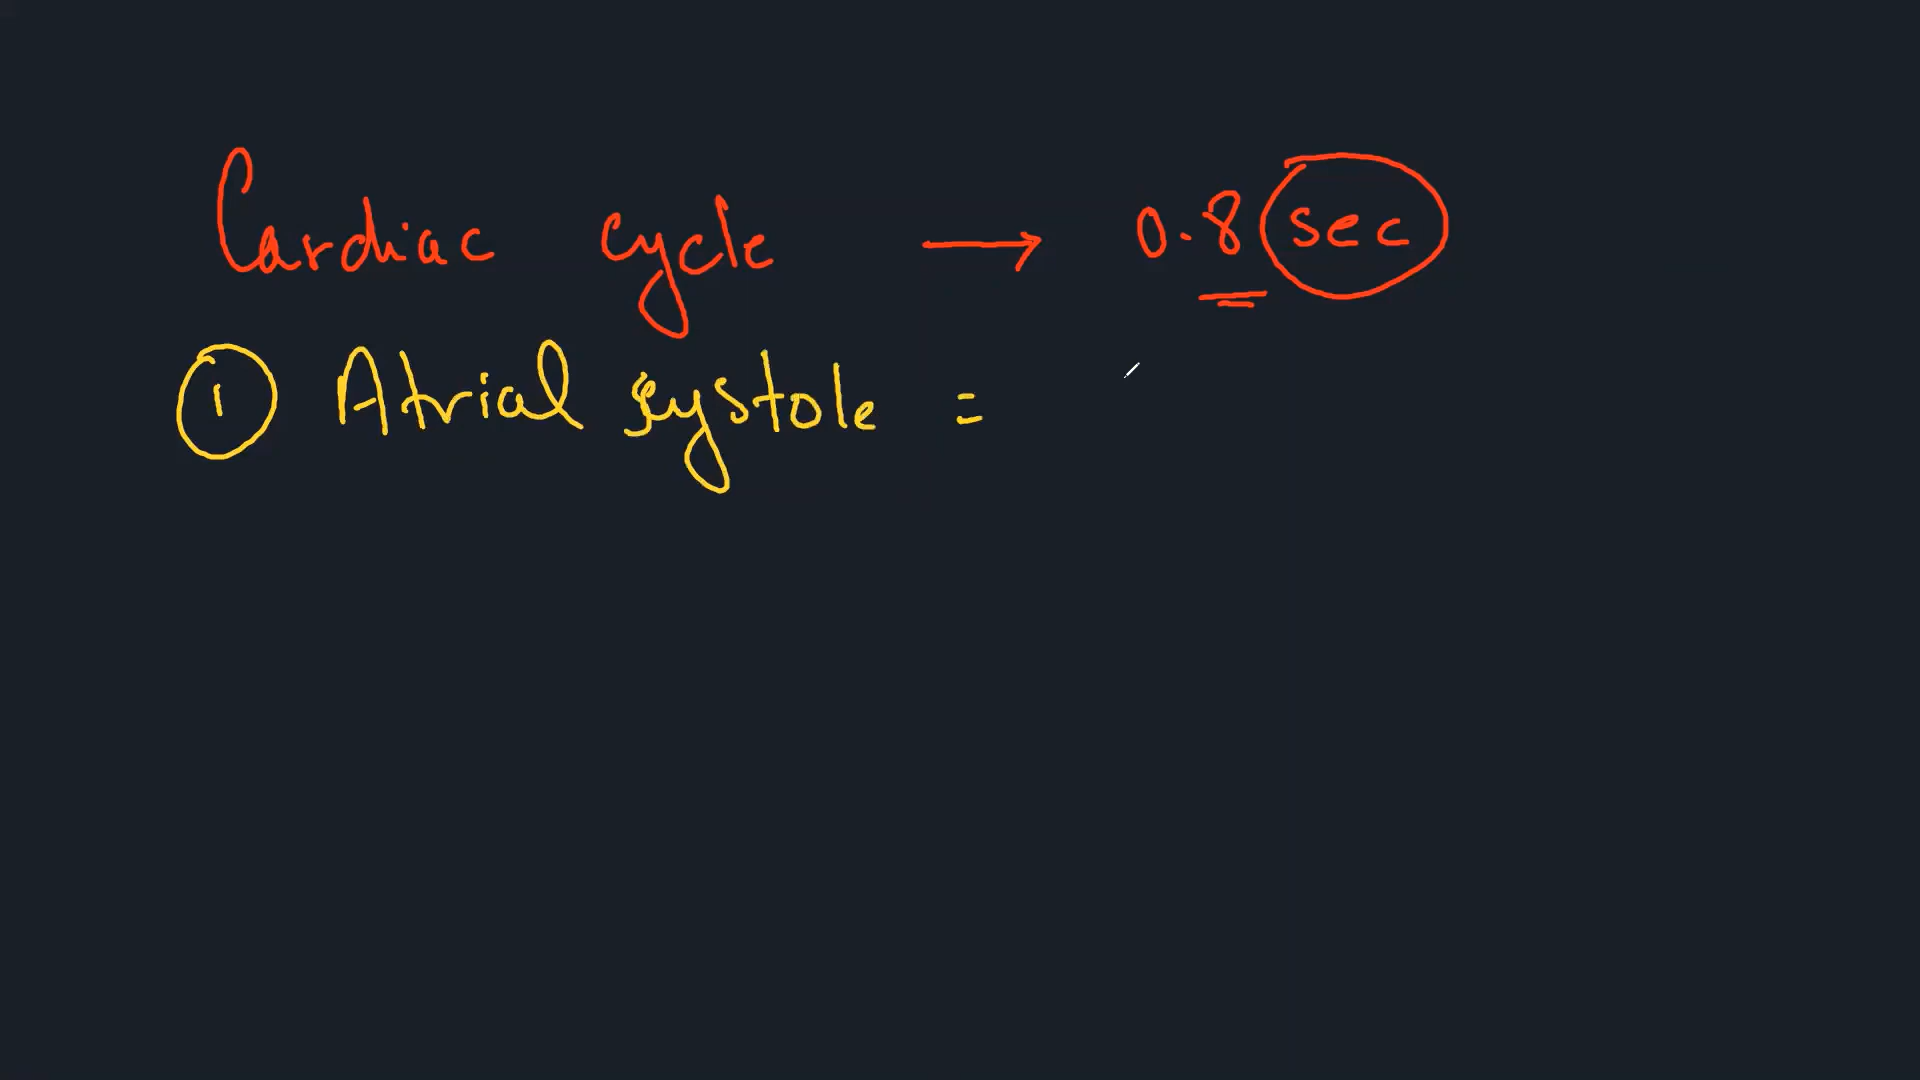 Cardiac cycle → 0.8 sec
① Atrial systole =